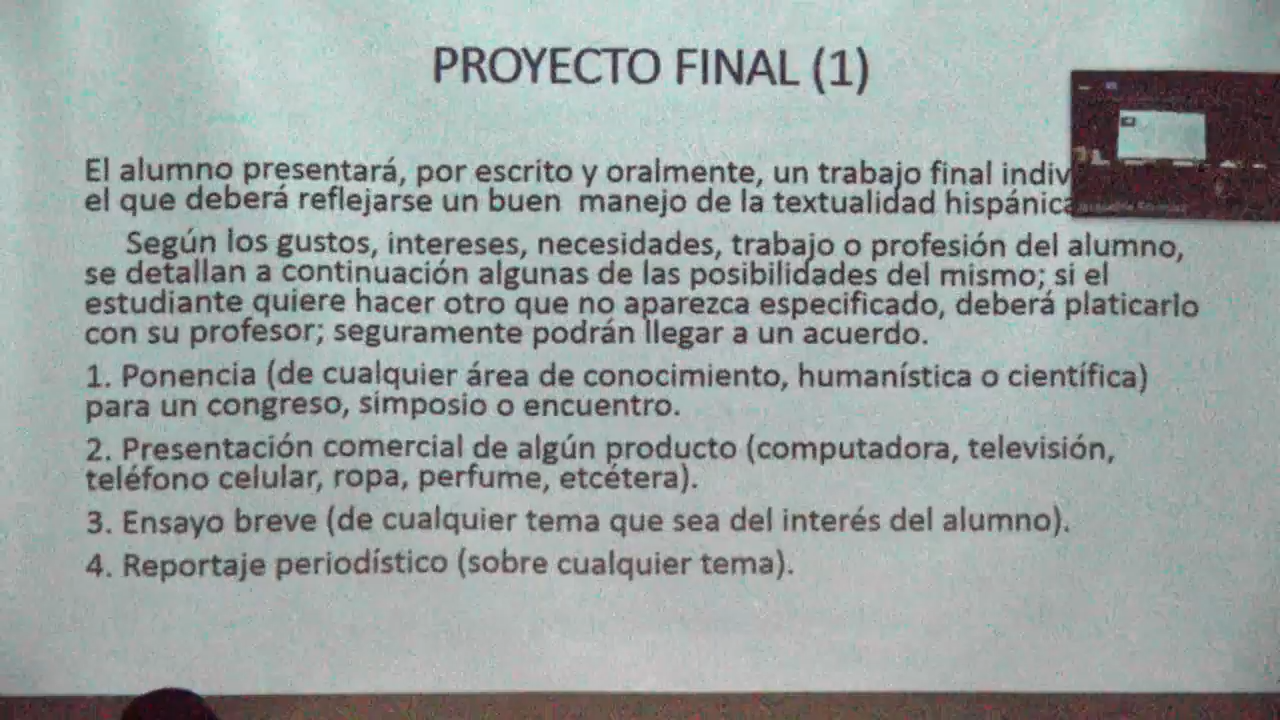 PROYECTO FINAL (1)
El alumno presentará, por escrito y oralmente, un trabajo final
el que deberá reflejarse un buen manejo de la textualidad
Según los gustos, intereses, necesidades, trabajo o profesión del alumno,
se detallan a continuación algunas de las posibilidades del mismo; si el
estudiante quiere hacer otro que no aparezca especificado, deberá platicarlo
con su profesor; seguramente podrán llegar a un acuerdo.
1. Ponencia (de cualquier área de conocimiento, humanística o científica)
para un congreso, simposio o encuentro.
2. Presentación comercial de algún producto (computadora, televisión,
teléfono celular, ropa, perfume, etcétera).
3. Ensayo breve (de cualquier tema que sea del interés del alumno).
4. Reportaje periodístico (sobre cualquier tema).